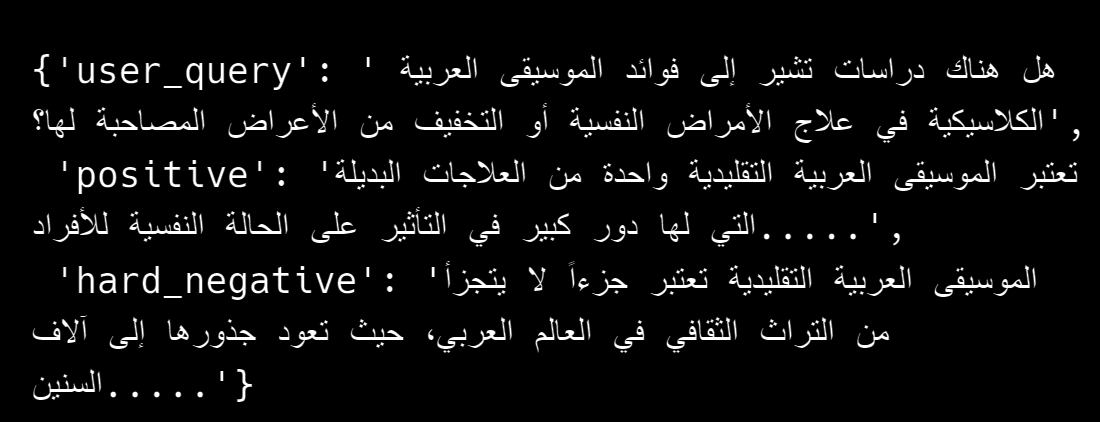 {'user_query': ' هل هناك دراسات تشير إلى فوائد الموسيقى العربية
الكلاسيكية في علاج الأمراض النفسية أو التخفيف من الأعراض المصاحبة لها؟',
'positive': 'تعتبر الموسيقى العربية التقليدية واحدة من العلاجات البديلة
التي لها دور كبير في التأثير على الحالة النفسية للأفراد.....',
'hard_negative': 'الموسيقى العربية التقليدية تعتبر جزءاً لا يتجزأ
من التراث الثقافي في العالم العربي، حيث تعود جذورها إلى آلاف
السنين.....'}